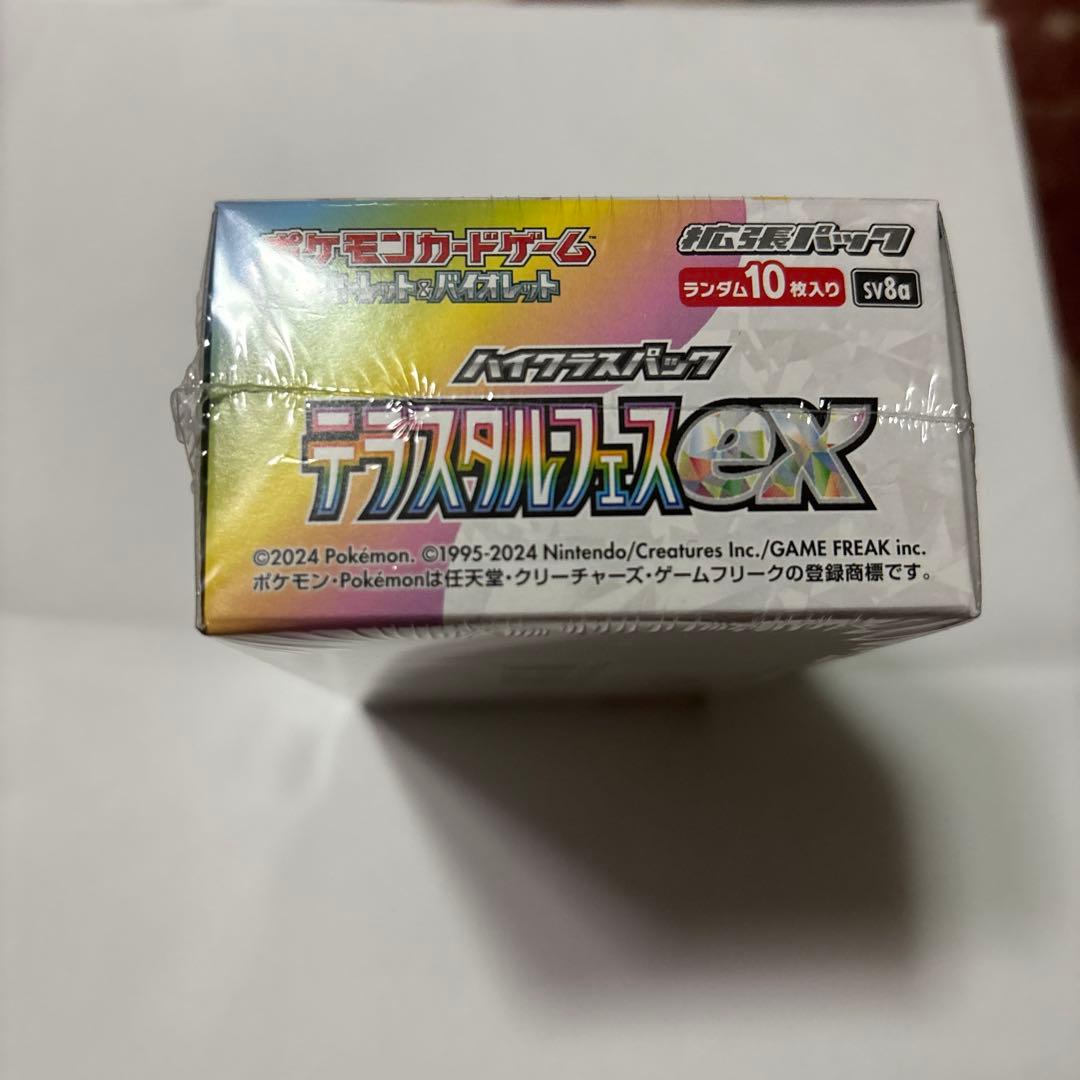 ポケモンカードゲーム™
スカーレット&バイオレット
拡張パック
ランダム10枚入り SV8a
ハイクラスパック
テラスタルフェスex
©2024 Pokémon. ©1995-2024 Nintendo/Creatures Inc./GAME FREAK inc.
ポケモン・Pokémonは任天堂・クリーチャーズ・ゲームフリークの登録商標です。